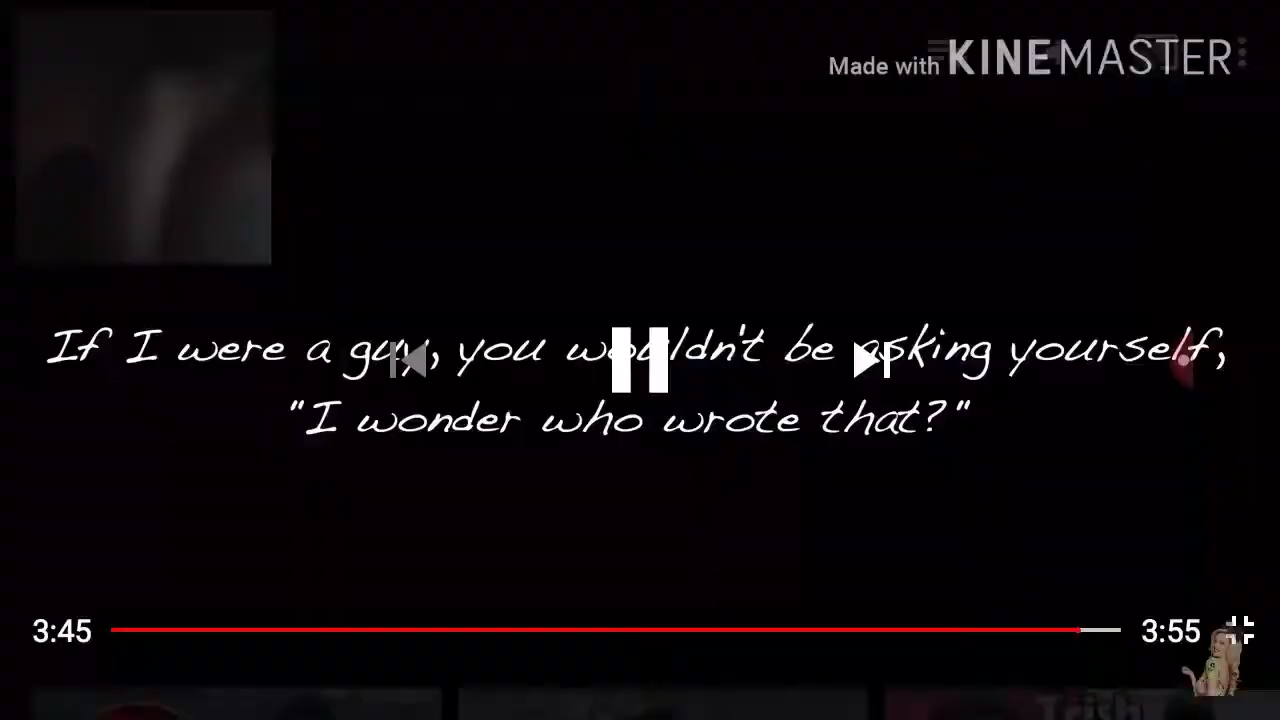 Made with KINEMASTER
If I were a guy, you wouldn't be asking yourself,
"I wonder who wrote that?"
3:45
3:55